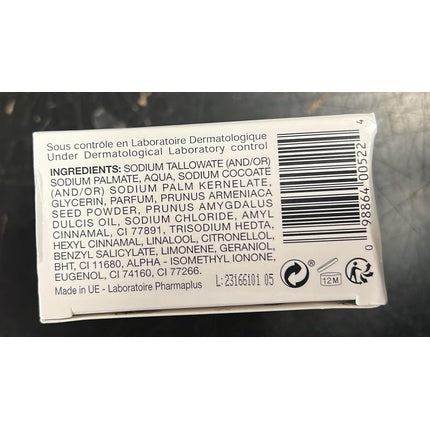 Sous contrôle en Laboratoire Dermatologique
Under Dermatological Laboratory control
INGREDIENTS: SODIUM TALLOWATE (AND/OR)
SODIUM PALMATE, AQUA, SODIUM COCOATE
(AND/OR) SODIUM PALM KERNELATE,
GLYCERIN, PARFUM, PRUNUS ARMENIACA
SEED POWDER, PRUNUS AMYGDALUS
DULCIS OIL, SODIUM CHLORIDE, AMYL
CINNAMAL, CI 77891, TRISODIUM HEDTA,
HEXYL CINNAMAL, LINALOOL, CITRONELLOL,
BENZYL SALICYLATE, LIMONENE, GERANIOL,
BHT, CI 11680, ALPHA - ISOMETHYL IONONE,
EUGENOL, CI 74160, CI 77266.
Made in UE - Laboratoire Pharmaplus
L:23166101 05
®
12M
0 98864 00522 4